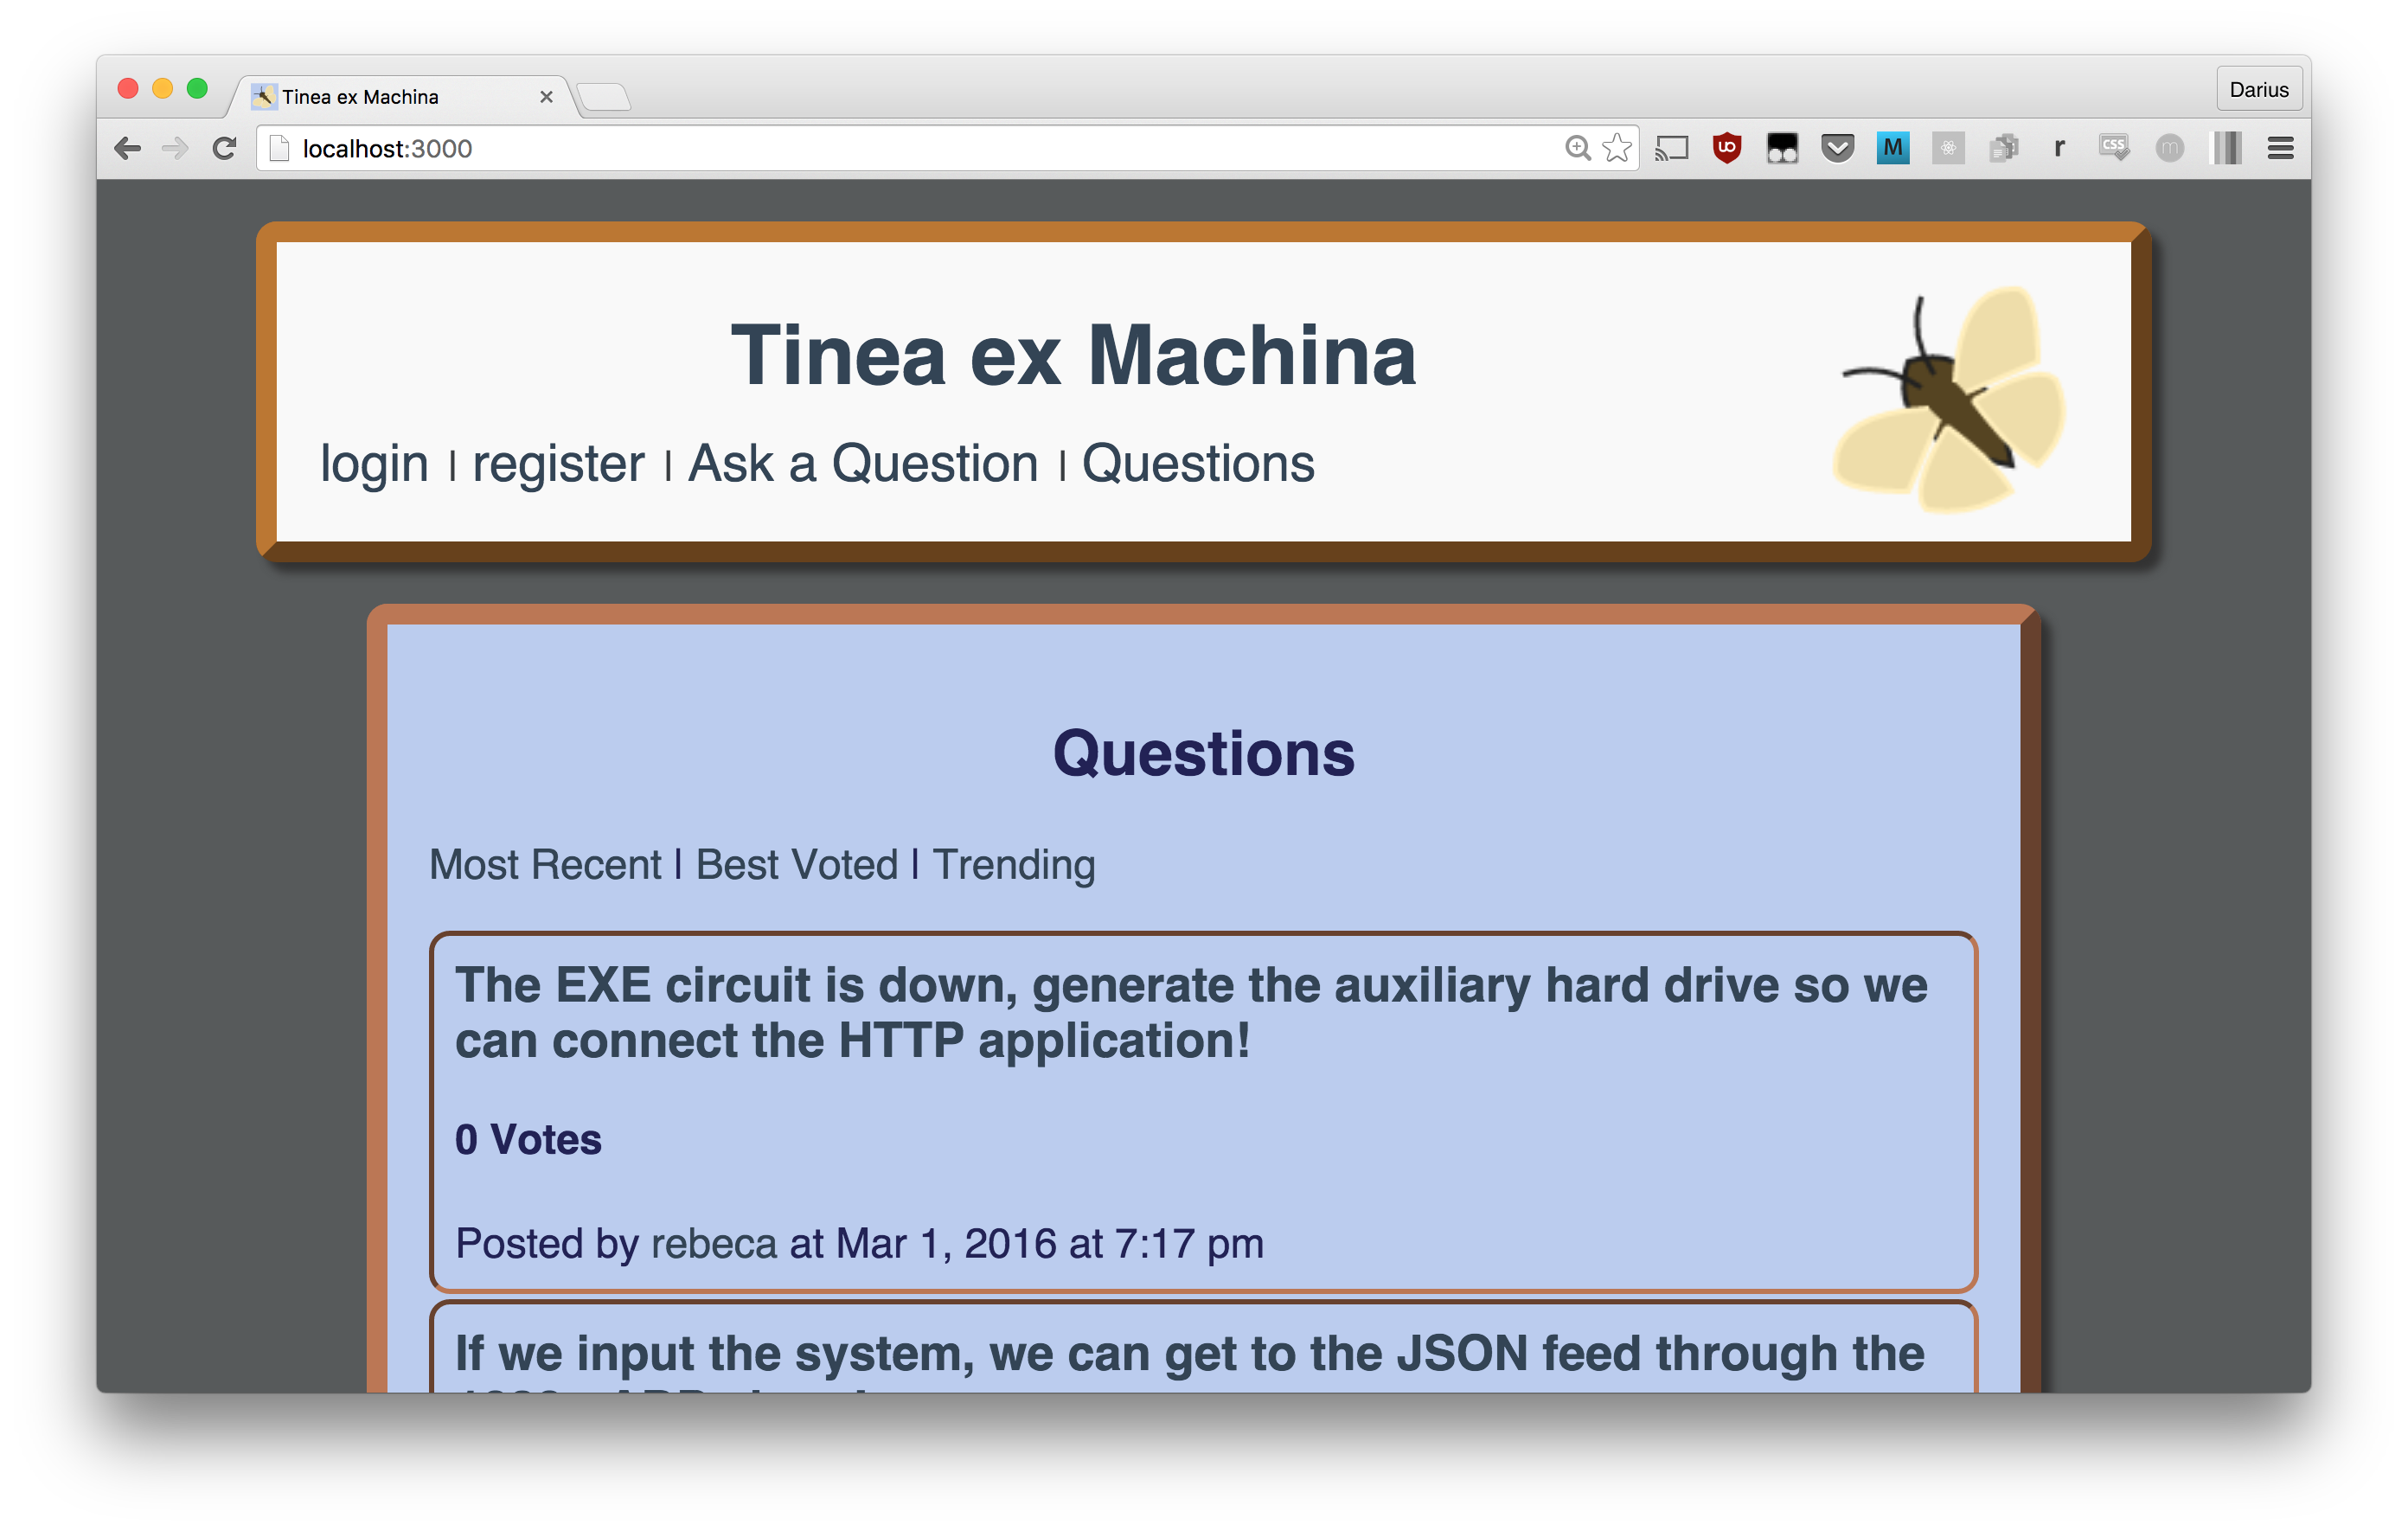 Tinea ex Machina
Darius
localhost:3000
Tinea ex Machina
login | register | Ask a Question | Questions
Questions
Most Recent | Best Voted | Trending
The EXE circuit is down, generate the auxiliary hard drive so we
can connect the HTTP application!
0 Votes
Posted by rebeca at Mar 1, 2016 at 7:17 pm
If we input the system, we can get to the JSON feed through the